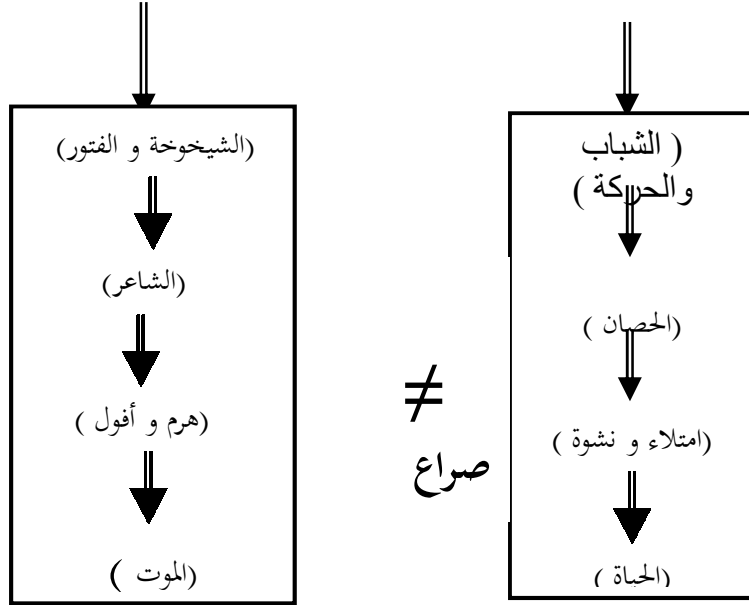 ( الشباب
والحركة )
(الحصان )
(امتلاء و نشوة )
(الحياة )
≠
صراع
(الشيخوخة و الفتور)
(الشاعر)
(هرم و أفول )
(الموت )